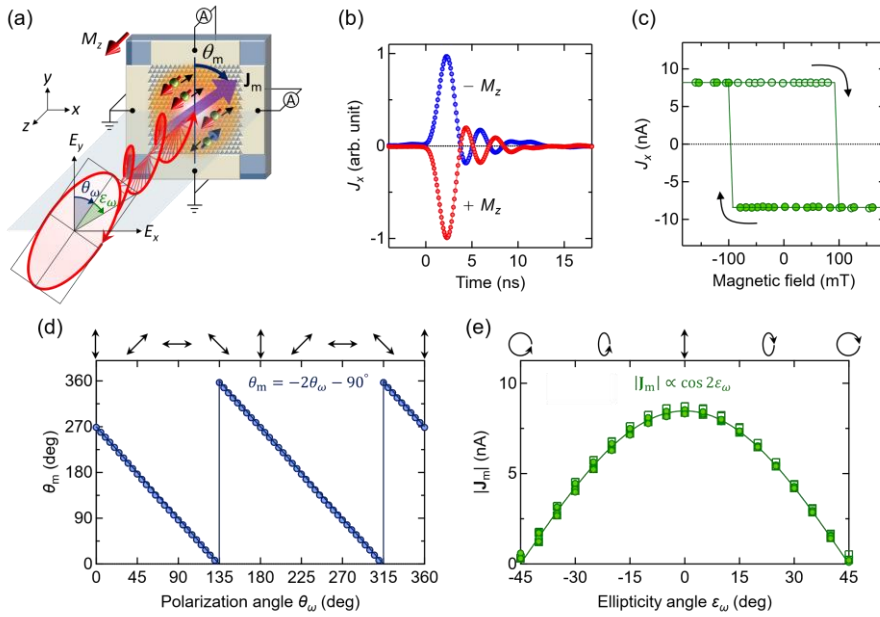 (a)
M_z
A
θ_m
J_m
A
y
x
z
E_y
θ_ω
ε_ω
E_x
(b)
1
0
-1
J_x (arb. unit)
− M_z
+ M_z
0 5 10 15
Time (ns)
(c)
10
5
0
-5
-10
J_x (nA)
-100 0 100
Magnetic field (mT)
(d)
θ_m = −2θ_ω − 90°
360
270
180
90
0
θ_m (deg)
0 45 90 135 180 225 270 315 360
Polarization angle θ_ω (deg)
(e)
|J_m| ∝ cos 2ε_ω
10
5
0
|J_m| (nA)
-45 -30 -15 0 15 30 45
Ellipticity angle ε_ω (deg)